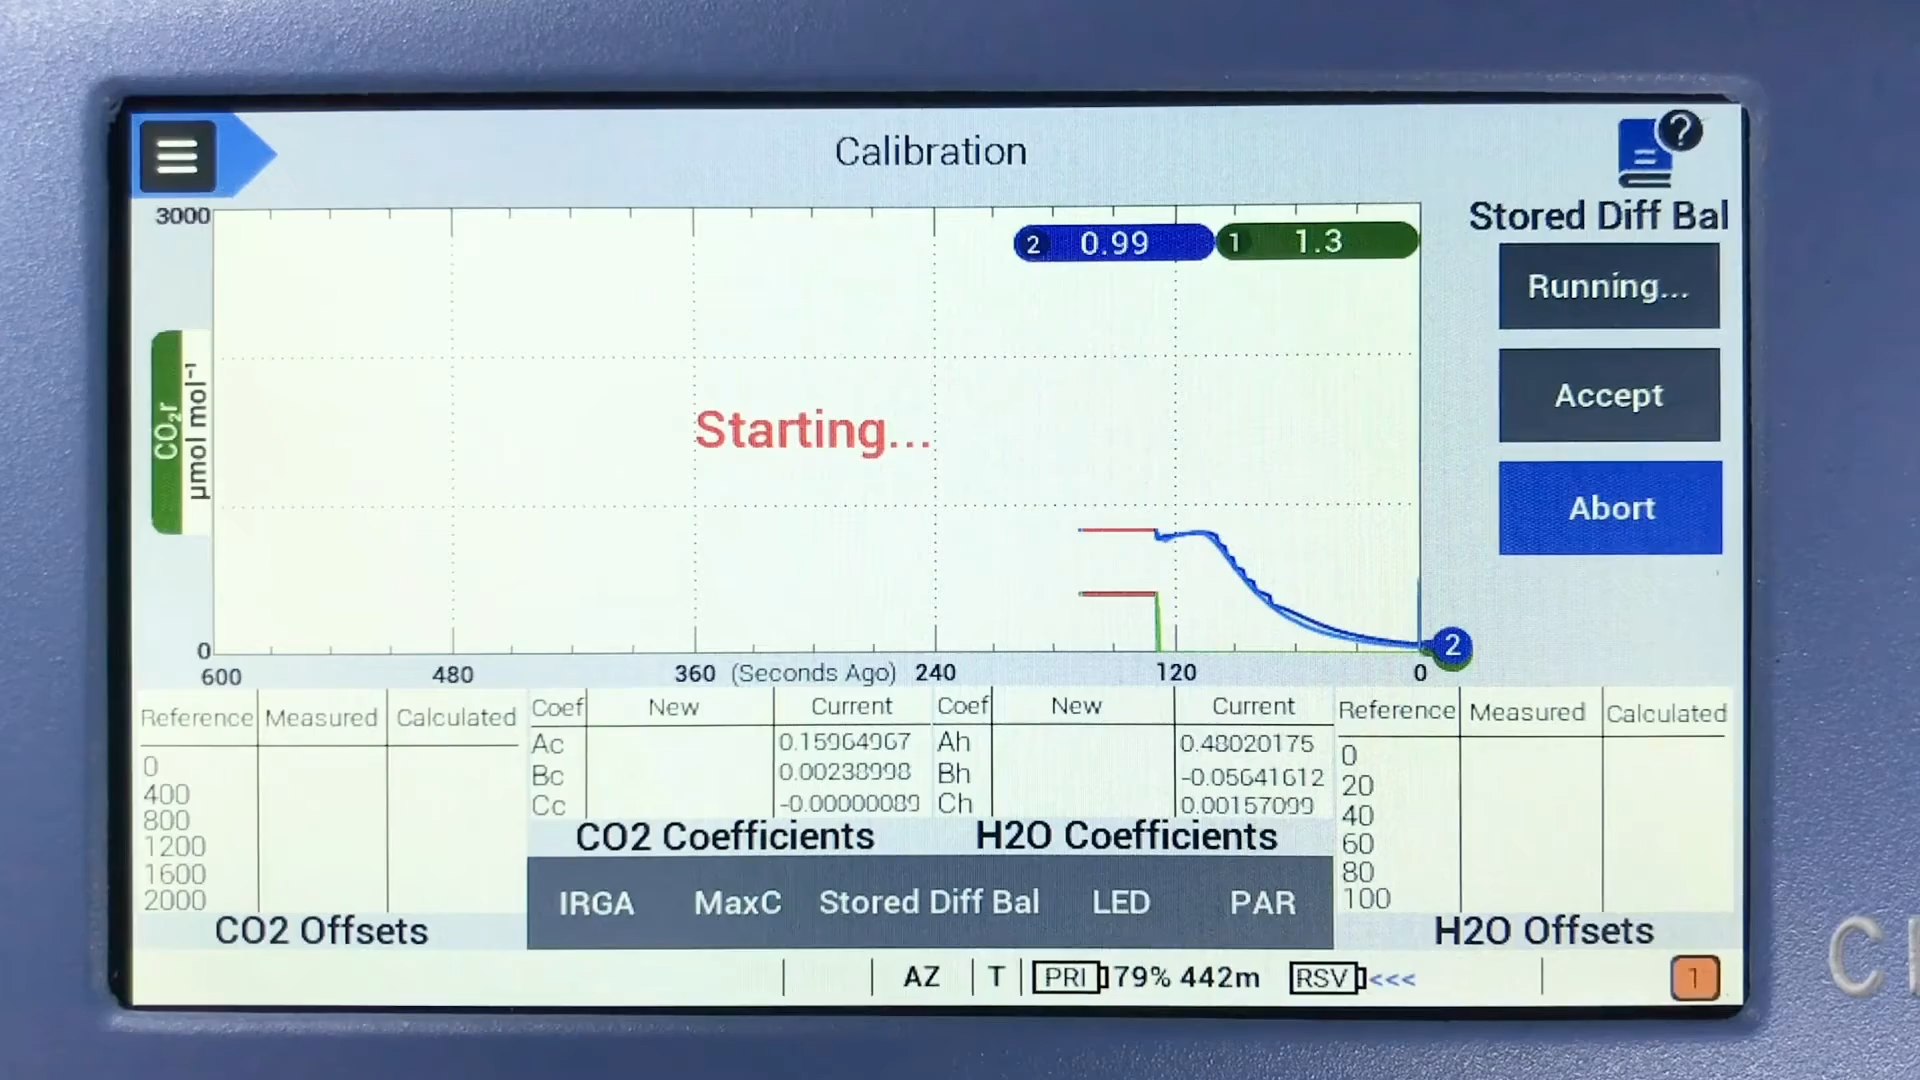 Calibration
?
3000
2 0.99
1 1.3
Stored Diff Bal
Running...
Accept
Abort
CO₂r
µmol mol⁻¹
Starting...
0
2
600 480 360 (Seconds Ago) 240 120 0
Reference Measured Calculated
0
400
800
1200
1600
2000
CO2 Offsets
Coef New Current
Ac 0.15964967
Bc 0.00238998
Cc -0.00000089
CO2 Coefficients
Coef New Current
Ah 0.48020175
Bh -0.05641612
Ch 0.00157099
H2O Coefficients
Reference Measured Calculated
0
20
40
60
80
100
H2O Offsets
IRGA MaxC Stored Diff Bal LED PAR
AZ T PRI 79% 442m RSV <<< 1